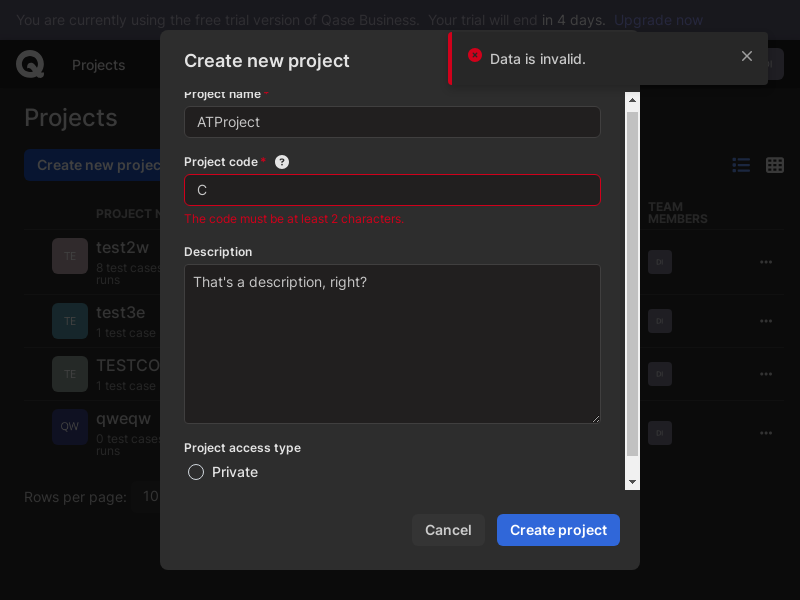 You are currently using the free trial version of Qase Business. Your trial will end in 4 days. Upgrade now
Projects
Create new project
Data is invalid.
Projects
Project name *
ATProject
Create new projec
Project code * ?
C
The code must be at least 2 characters.
PROJECT N
TEAM
MEMBERS
Description
That's a description, right?
TE
test2w
8 test cases
runs
DI
TE
test3e
1 test case
DI
TE
TESTCO
1 test case
DI
QW
qweqw
0 test cases
runs
DI
Project access type
Private
Rows per page: 10
Cancel
Create project